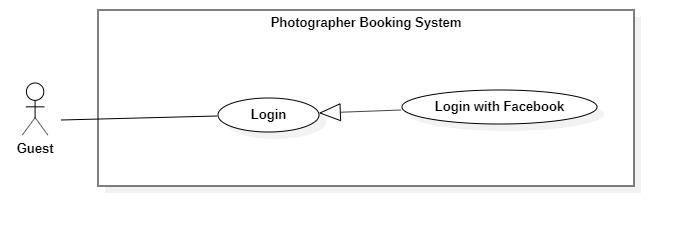 Photographer Booking System
Login
Login with Facebook
Guest